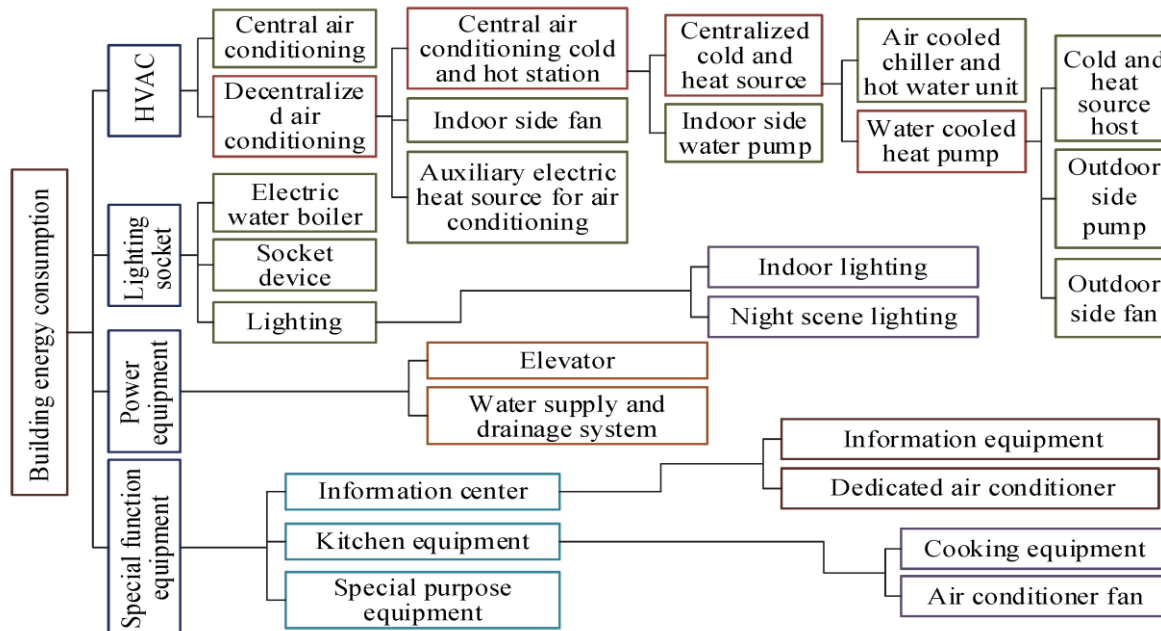 Building energy consumption
HVAC
Central air
conditioning
Decentralize
d air
conditioning
Central air
conditioning cold
and hot station
Indoor side fan
Auxiliary electric
heat source for air
conditioning
Centralized
cold and heat
source
Indoor side
water pump
Air cooled
chiller and
hot water unit
Water cooled
heat pump
Cold and
heat
source
host
Outdoor
side
pump
Outdoor
side fan
Lighting
socket
Electric
water boiler
Socket
device
Lighting
Indoor lighting
Night scene lighting
Power
equipment
Elevator
Water supply and
drainage system
Special function
equipment
Information center
Kitchen equipment
Special purpose
equipment
Information equipment
Dedicated air conditioner
Cooking equipment
Air conditioner fan